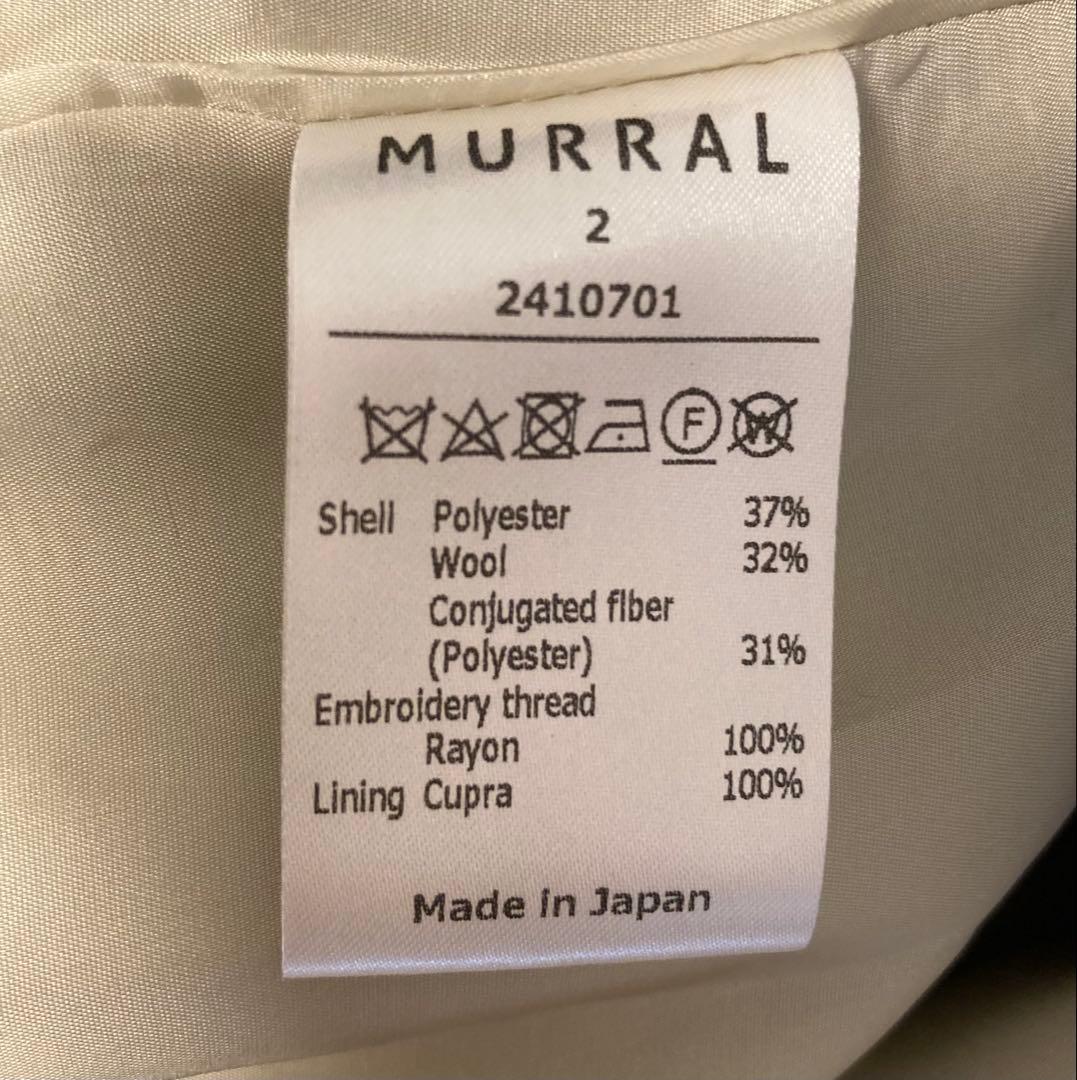 MURRAL
2
2410701
F W
Shell Polyester 37%
Wool 32%
Conjugated fiber
(Polyester) 31%
Embroidery thread
Rayon 100%
Lining Cupra 100%
Made in Japan